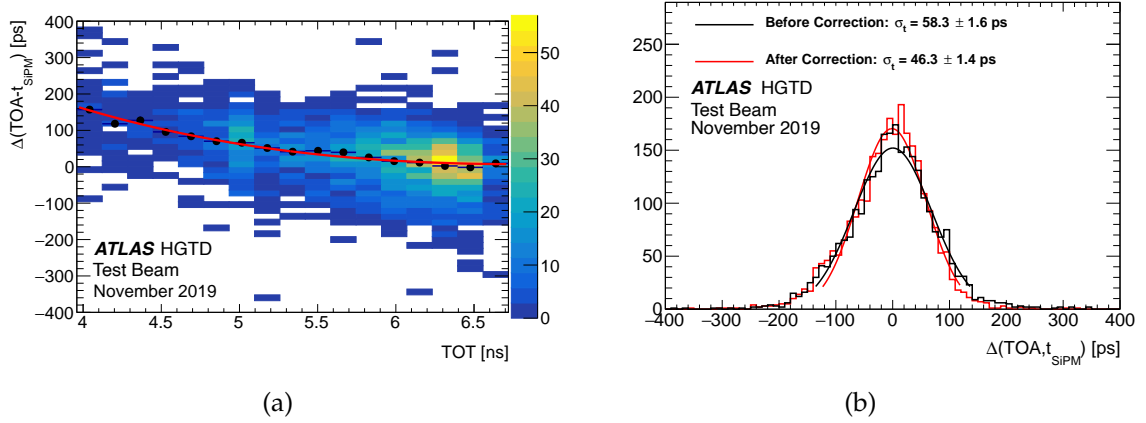 Δ(TOA-t_SiPM) [ps]
400
300
200
100
0
−100
−200
−300
−400
ATLAS HGTD
Test Beam
November 2019
4 4.5 5 5.5 6 6.5
TOT [ns]
50
40
30
20
10
0
(a)
Before Correction: σ_t = 58.3 ± 1.6 ps
After Correction: σ_t = 46.3 ± 1.4 ps
ATLAS HGTD
Test Beam
November 2019
250
200
150
100
50
0
−400 −300 −200 −100 0 100 200 300 400
Δ(TOA,t_SiPM) [ps]
(b)